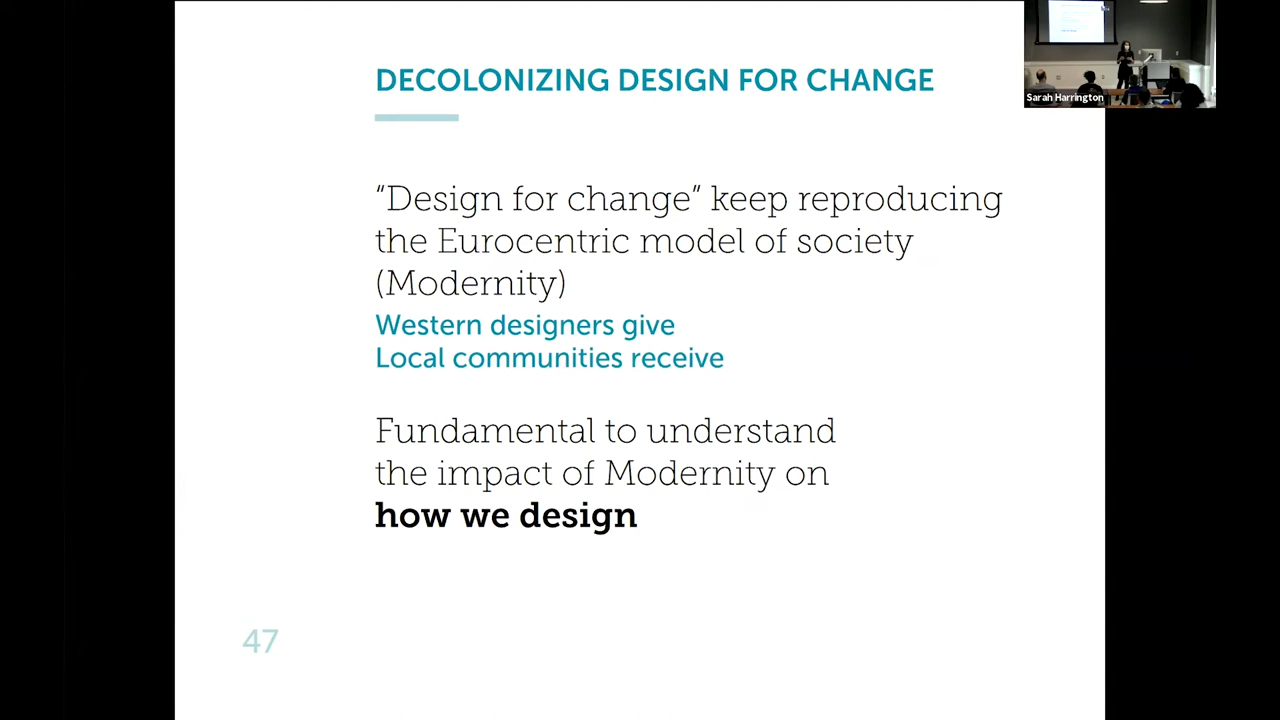 DECOLONIZING DESIGN FOR CHANGE
Sarah Harrington
“Design for change” keep reproducing
the Eurocentric model of society
(Modernity)
Western designers give
Local communities receive
Fundamental to understand
the impact of Modernity on
how we design
47